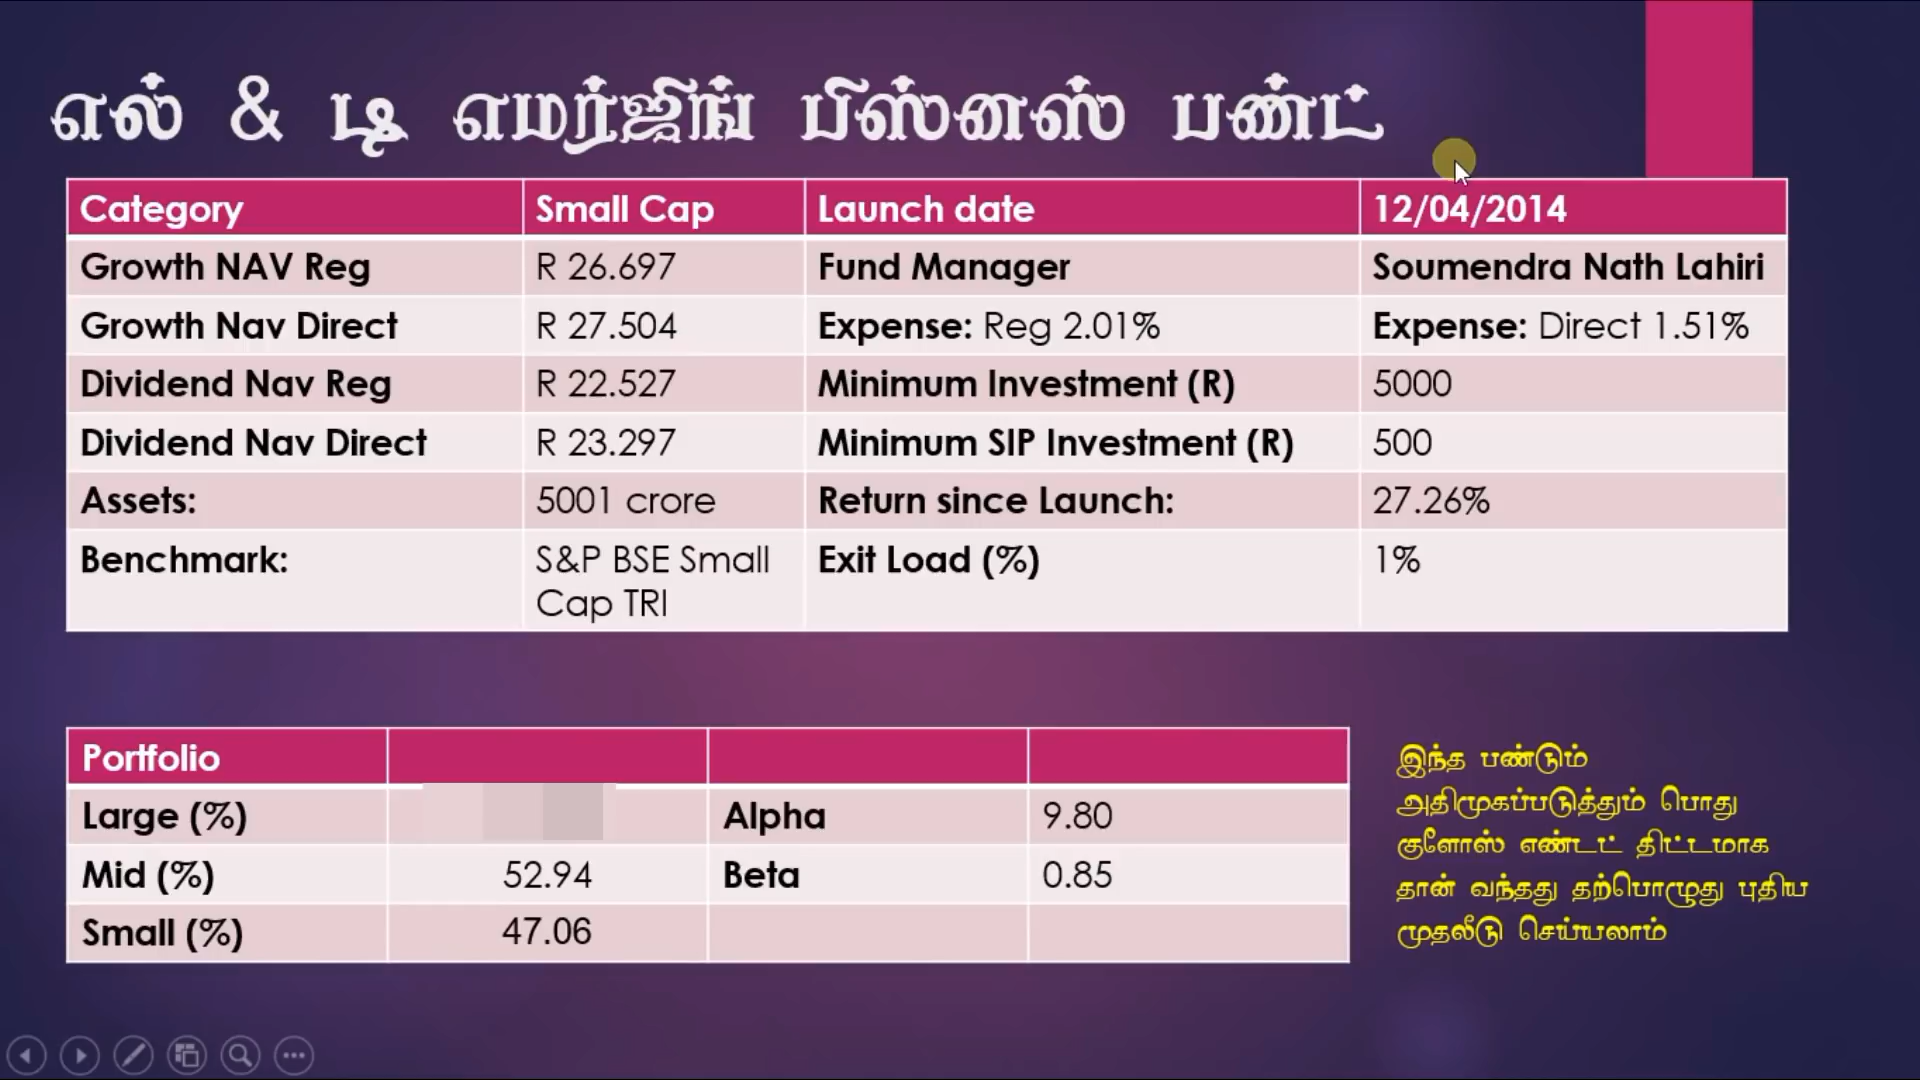 எல் & டி எமர்ஜிங் பிஸ்னஸ் பண்ட்
Category Small Cap Launch date 12/04/2014
Growth NAV Reg R 26.697 Fund Manager Soumendra Nath Lahiri
Growth Nav Direct R 27.504 Expense: Reg 2.01% Expense: Direct 1.51%
Dividend Nav Reg R 22.527 Minimum Investment (R) 5000
Dividend Nav Direct R 23.297 Minimum SIP Investment (R) 500
Assets: 5001 crore Return since Launch: 27.26%
Benchmark: S&P BSE Small Exit Load (%) 1%
Cap TRI
Portfolio
Large (%) Alpha 9.80
Mid (%) 52.94 Beta 0.85
Small (%) 47.06
இந்த பண்டும்
அதிமுகப்படுத்தும் பொது
குளோஸ் எண்டட் திட்டமாக
தான் வந்தது தற்பொழுது புதிய
முதலீடு செய்யலாம்